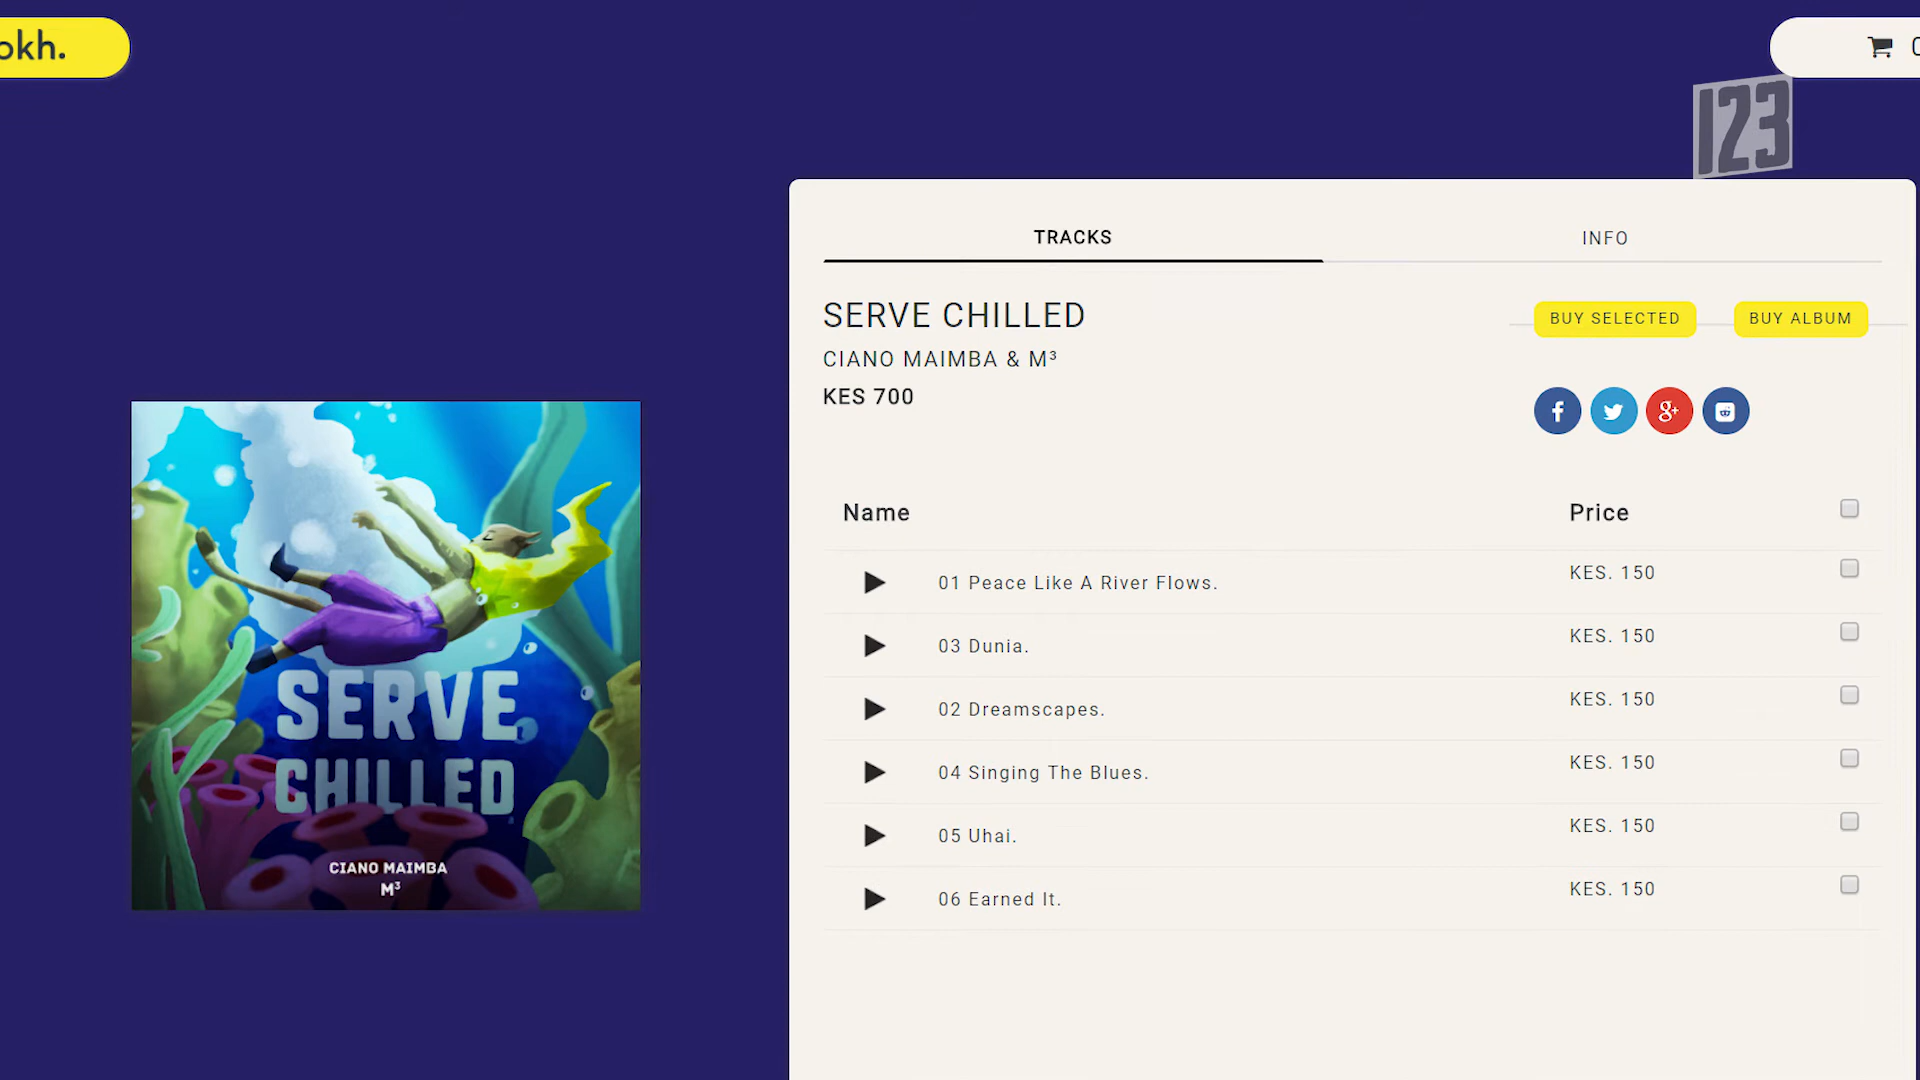 okh.
123
TRACKS
INFO
SERVE CHILLED
BUY SELECTED
BUY ALBUM
CIANO MAIMBA & M³
KES 700
SERVE
CHILLED
CIANO MAIMBA
M³
Name
Price
01 Peace Like A River Flows.
KES. 150
03 Dunia.
KES. 150
02 Dreamscapes.
KES. 150
04 Singing The Blues.
KES. 150
05 Uhai.
KES. 150
06 Earned It.
KES. 150